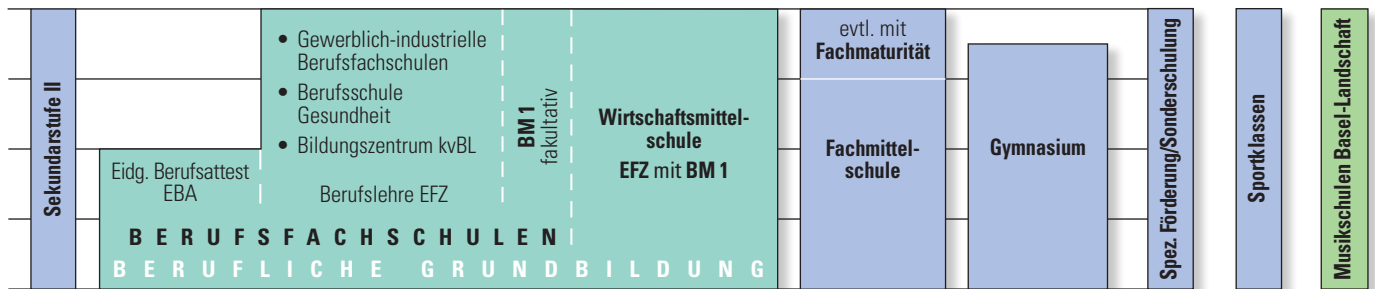 Sekundarstufe II
• Gewerblich-industrielle
Berufsfachschulen
• Berufsschule
Gesundheit
• Bildungszentrum kvBL
Eidg. Berufsattest
EBA
Berufslehre EFZ
BM 1
fakultativ
Wirtschaftsmittel-
schule
EFZ mit BM 1
BERUFSFACHSCHULEN
BERUFLICHE GRUNDBILDUNG
evtl. mit
Fachmaturität
Fachmittel-
schule
Gymnasium
Spez. Förderung/Sonderschulung
Sportklassen
Musikschulen Basel-Landschaft